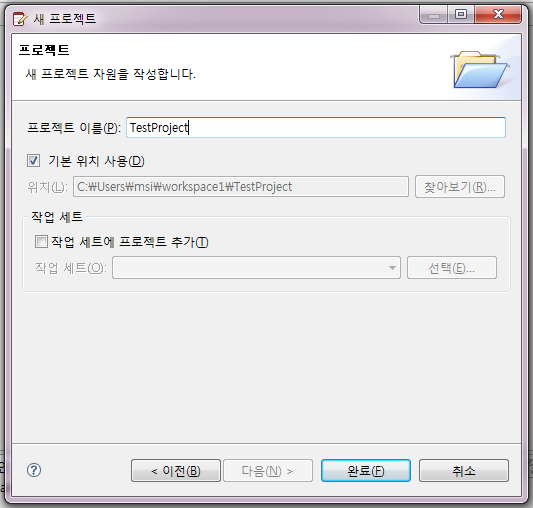 새 프로젝트
프로젝트
새 프로젝트 자원을 작성합니다.
프로젝트 이름(P): TestProject
기본 위치 사용(D)
위치(L): C:₩Users₩msi₩workspace1₩TestProject 찾아보기(R)...
작업 세트
작업 세트에 프로젝트 추가(T)
작업 세트(O): 선택(E)...
< 이전(B) 다음(N) > 완료(F) 취소